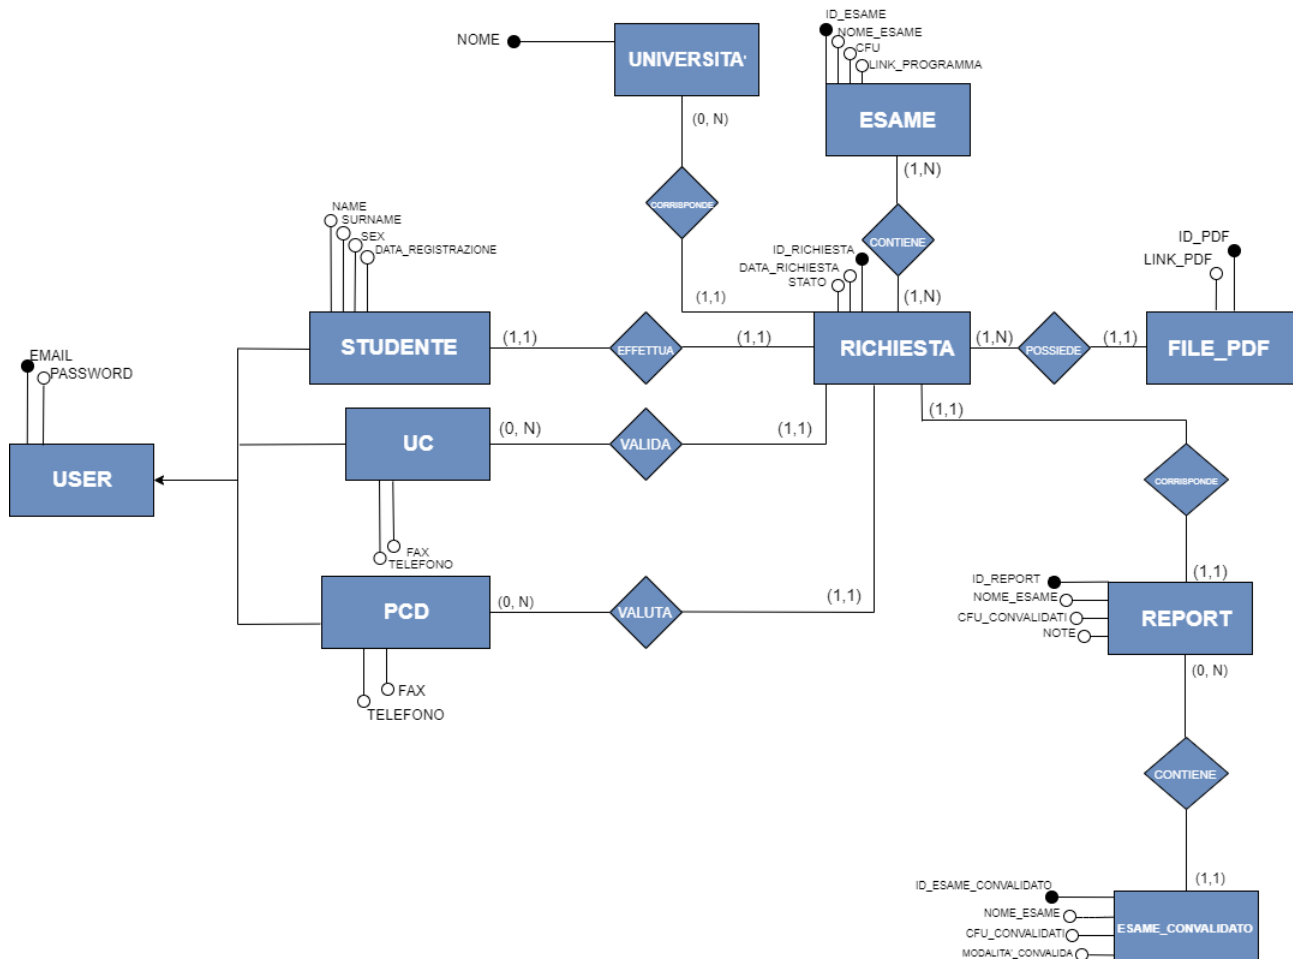 ID_ESAME
NOME_ESAME
CFU
LINK_PROGRAMMA
NOME
UNIVERSITA'
ESAME
(0, N)
(1,N)
CORRISPONDE
CONTIENE
NAME
SURNAME
SEX
DATA_REGISTRAZIONE
ID_RICHIESTA
DATA_RICHIESTA
STATO
ID_PDF
LINK_PDF
(1,1)
(1,N)
STUDENTE
(1,1)
EFFETTUA
(1,1)
RICHIESTA
(1,N)
POSSIEDE
(1,1)
FILE_PDF
EMAIL
PASSWORD
USER
UC
(0, N)
VALIDA
(1,1)
(1,1)
CORRISPONDE
FAX
TELEFONO
PCD
(0, N)
VALUTA
(1,1)
(1,1)
ID_REPORT
NOME_ESAME
CFU_CONVALIDATI
NOTE
REPORT
(0, N)
FAX
TELEFONO
CONTIENE
(1,1)
ID_ESAME_CONVALIDATO
NOME_ESAME
CFU_CONVALIDATI
MODALITA'_CONVALIDA
ESAME_CONVALIDATO